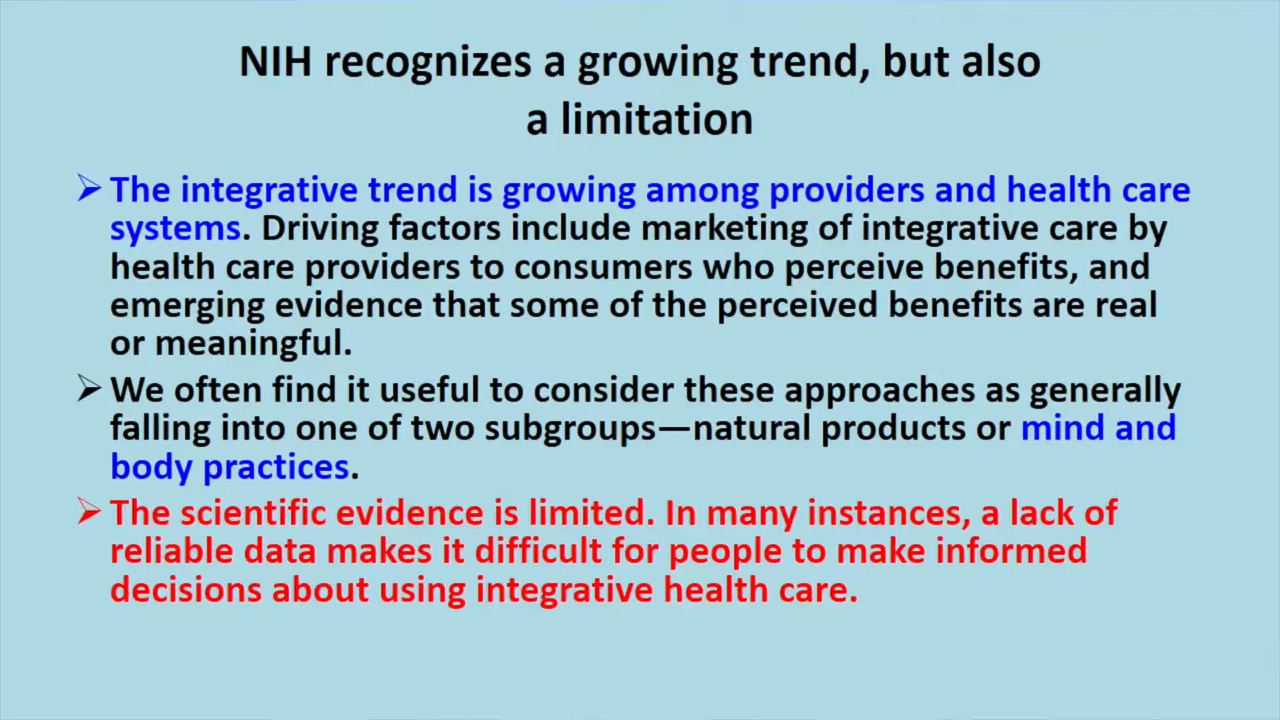 NIH recognizes a growing trend, but also
a limitation
The integrative trend is growing among providers and health care
systems. Driving factors include marketing of integrative care by
health care providers to consumers who perceive benefits, and
emerging evidence that some of the perceived benefits are real
or meaningful.
We often find it useful to consider these approaches as generally
falling into one of two subgroups—natural products or mind and
body practices.
The scientific evidence is limited. In many instances, a lack of
reliable data makes it difficult for people to make informed
decisions about using integrative health care.